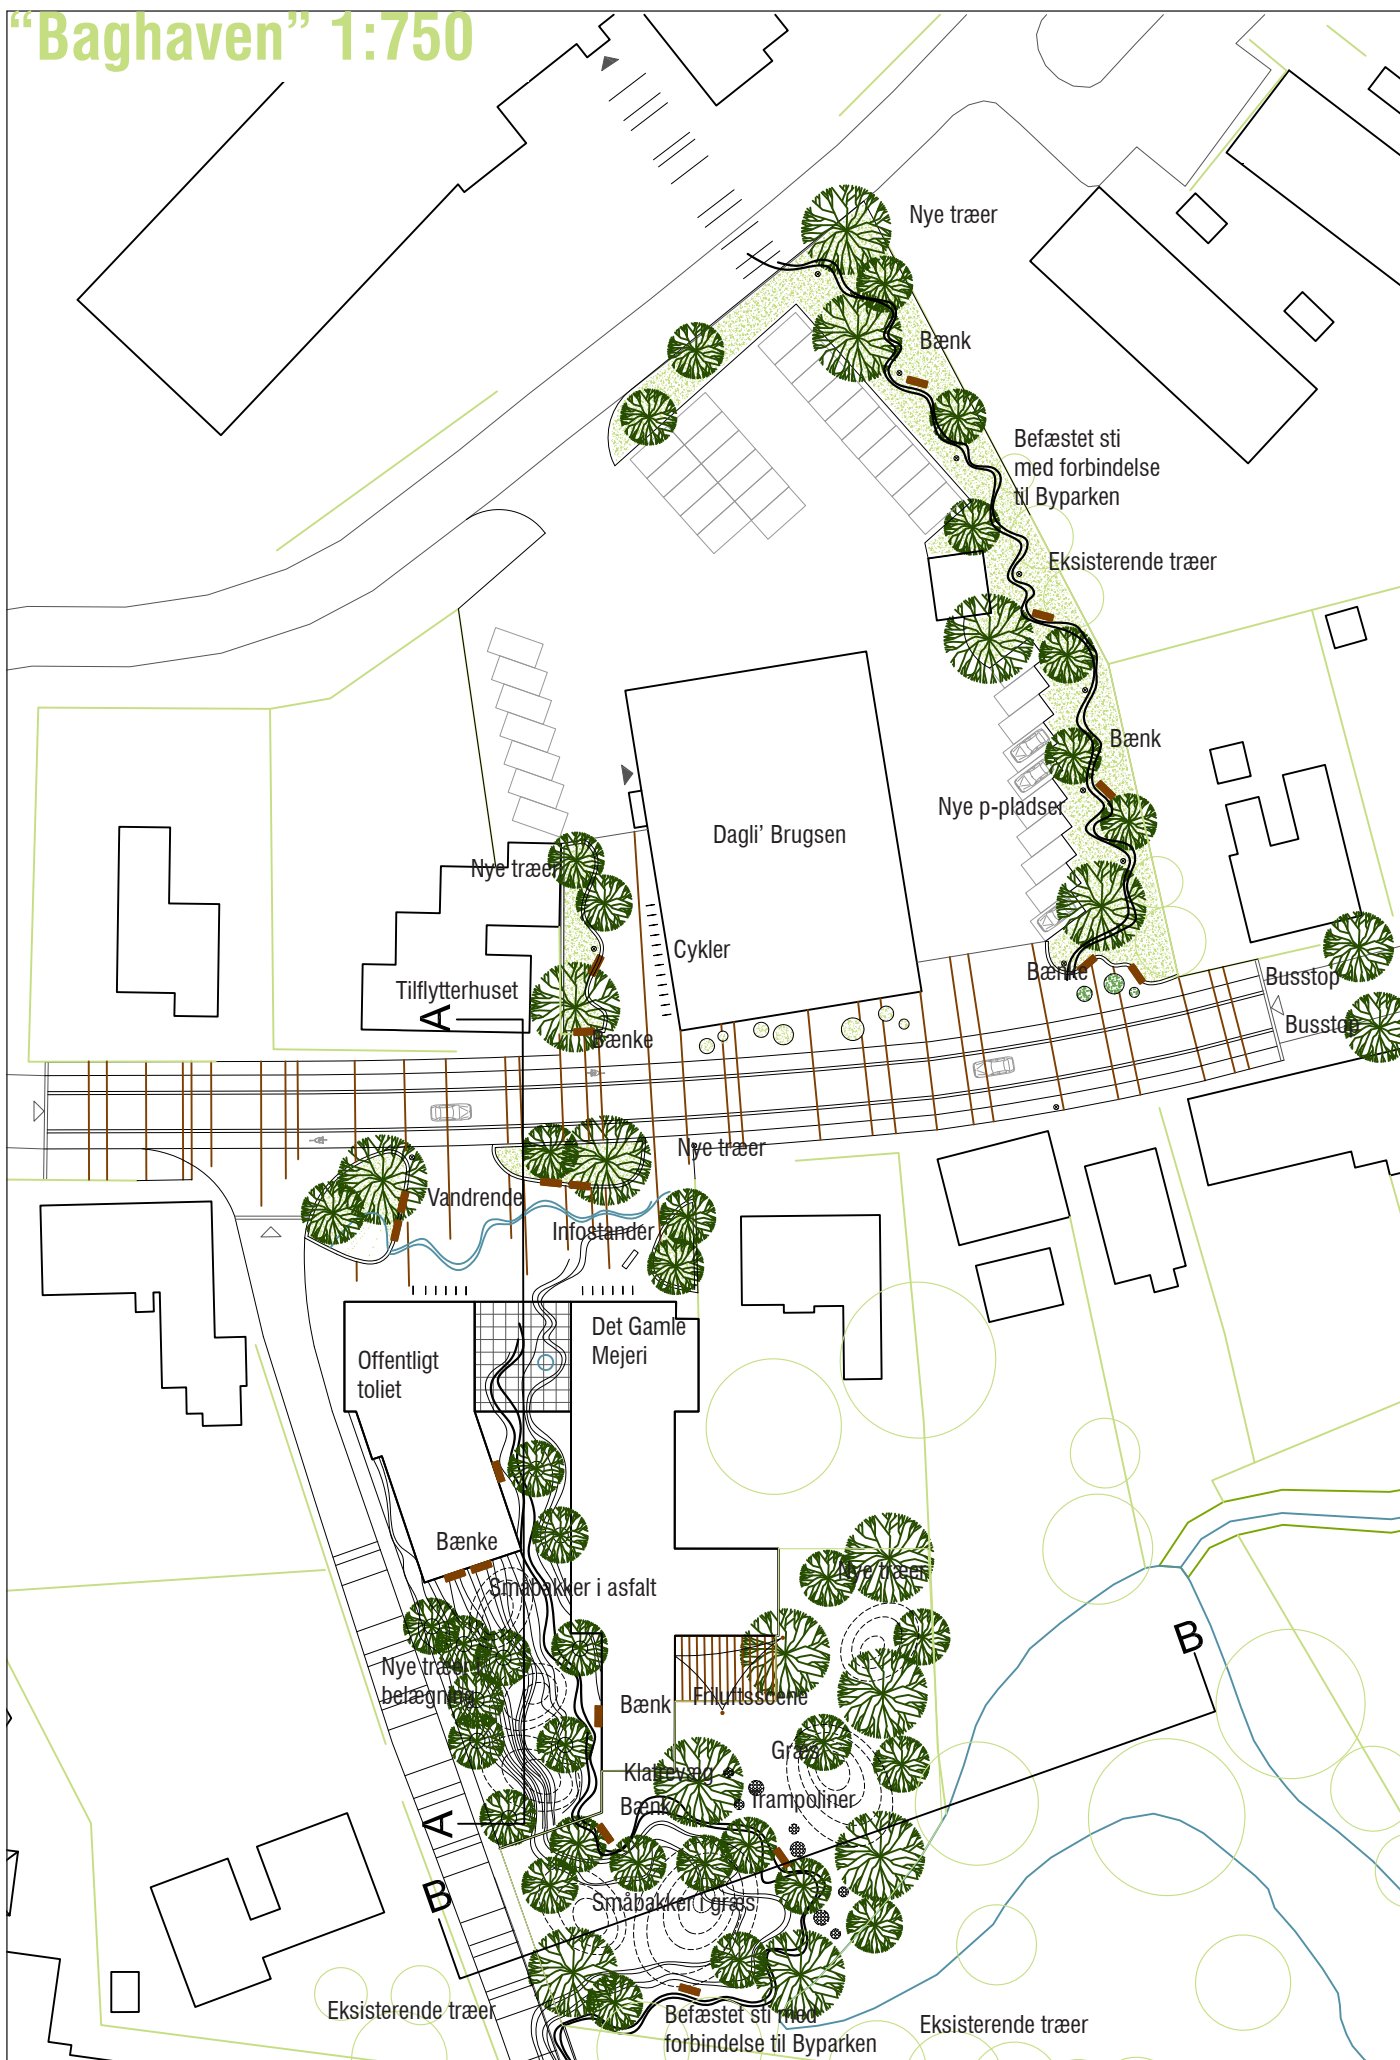 “Baghaven” 1:750
Nye træer
Bænk
Befæstet sti
med forbindelse
til Byparken
Eksisterende træer
Bænk
Nye p-pladser
Dagli’ Brugsen
Nye træer
Cykler
Tilflytterhuset
A
Bænke
Bænke
Busstop
Busstop
Nye træer
Vandrende
Infostander
Det Gamle
Mejeri
Offentligt
toliet
Bænke
Småbakker i asfalt
Nye træer
B
Nye træer i
belægning
Bænk
Friluftsscene
Græs
Klatrevæg
Bænk
Trampoliner
A
B
Småbakker i græs
Eksisterende træer
Befæstet sti med
forbindelse til Byparken
Eksisterende træer